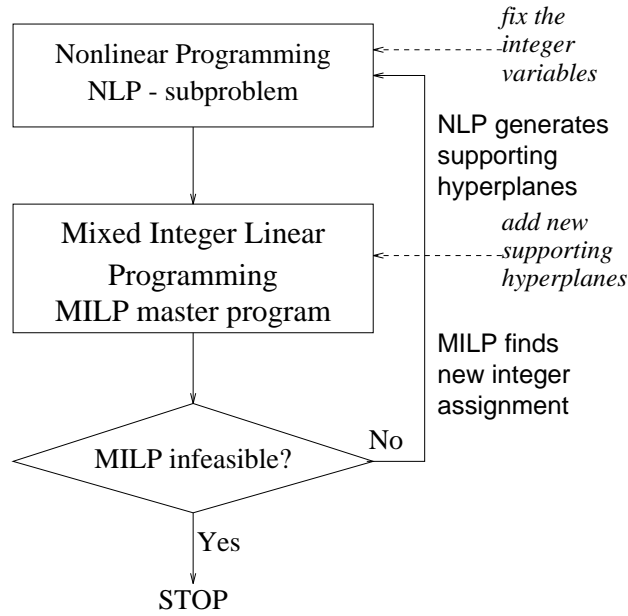 fix the
integer
variables
Nonlinear Programming
NLP - subproblem
NLP generates
supporting
hyperplanes
Mixed Integer Linear
Programming
MILP master program
add new
supporting
hyperplanes
MILP finds
new integer
assignment
MILP infeasible?
No
Yes
STOP